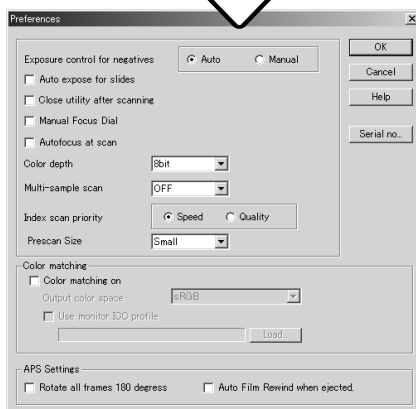 Preferences
OK
Exposure control for negatives Auto Manual
Cancel
Auto expose for slides
Close utility after scanning
Help
Manual Focus Dial
Autofocus at scan
Serial no...
Color depth 8bit
Multi-sample scan OFF
Index scan priority Speed Quality
Prescan Size Small
Color matching
Color matching on
Output color space sRGB
Use monitor ICC profile
Load...
APS Settings
Rotate all frames 180 degress Auto Film Rewind when ejected.